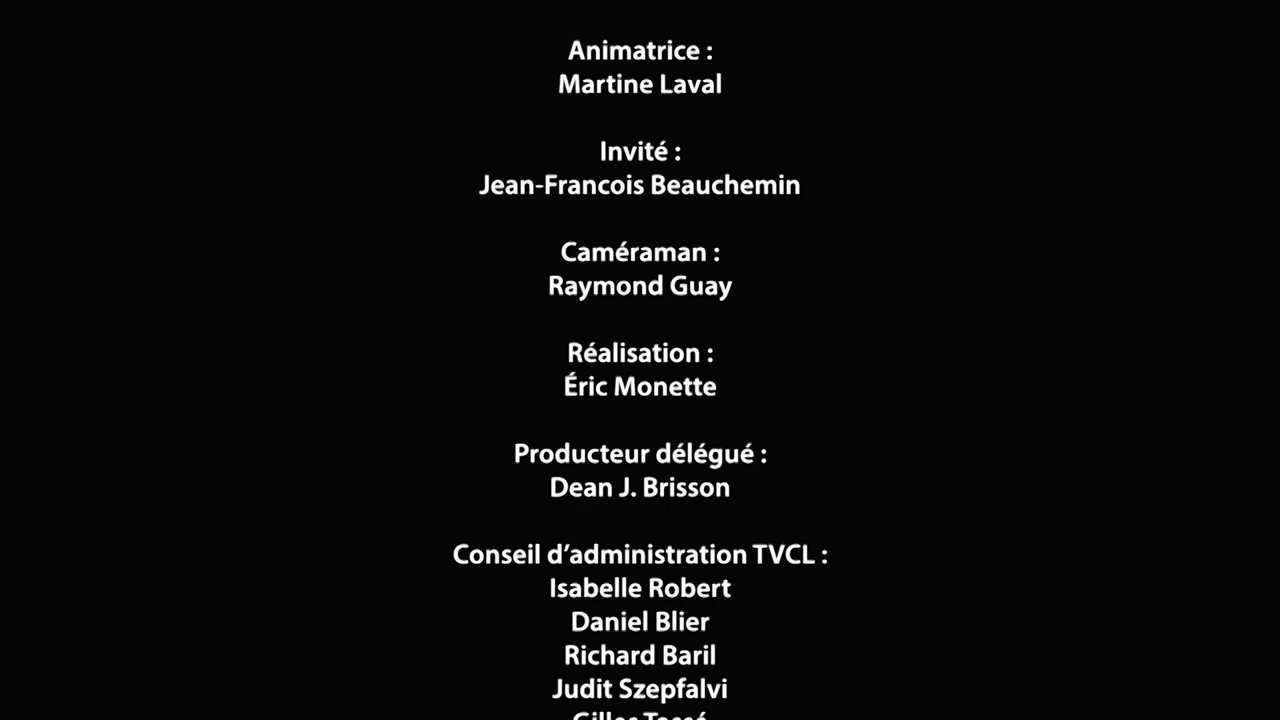 Animatrice :
Martine Laval
Invité :
Jean-Francois Beauchemin
Caméraman :
Raymond Guay
Réalisation :
Éric Monette
Producteur délégué :
Dean J. Brisson
Conseil d’administration TVCL :
Isabelle Robert
Daniel Blier
Richard Baril
Judit Szepfalvi
Gilles